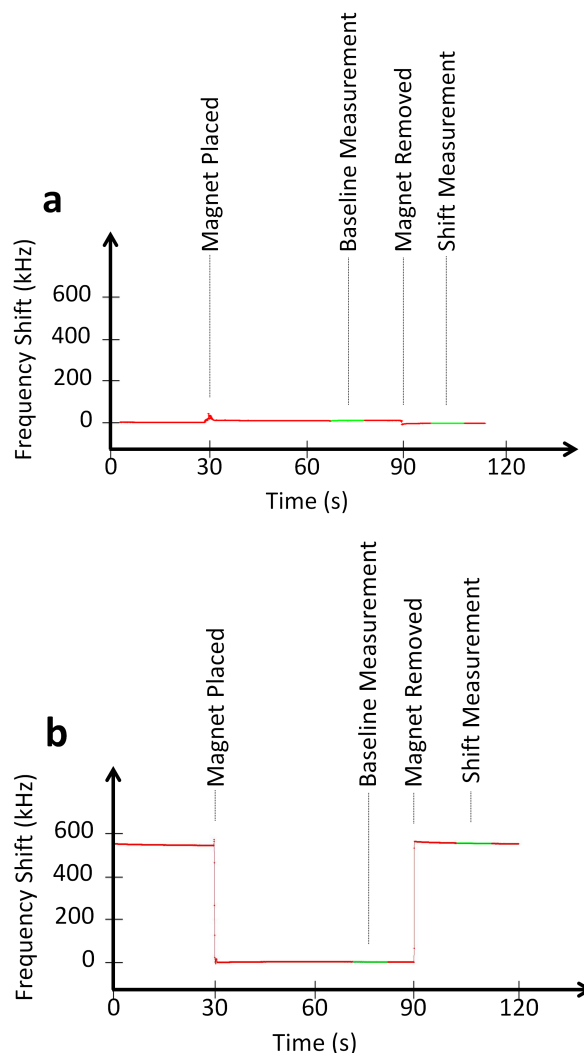 a
Magnet Placed
Baseline Measurement
Magnet Removed
Shift Measurement
Frequency Shift (kHz)
600
400
200
0
0 30 60 90 120
Time (s)
b
Magnet Placed
Baseline Measurement
Magnet Removed
Shift Measurement
Frequency Shift (kHz)
600
400
200
0
0 30 60 90 120
Time (s)